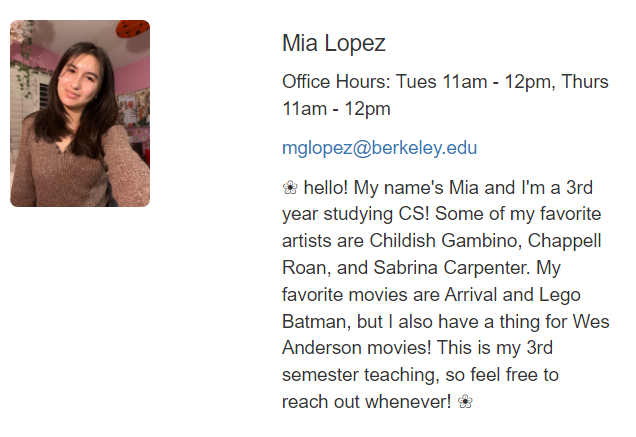 Mia Lopez
Office Hours: Tues 11am - 12pm, Thurs
11am - 12pm
mglopez@berkeley.edu
❀ hello! My name's Mia and I'm a 3rd
year studying CS! Some of my favorite
artists are Childish Gambino, Chappell
Roan, and Sabrina Carpenter. My
favorite movies are Arrival and Lego
Batman, but I also have a thing for Wes
Anderson movies! This is my 3rd
semester teaching, so feel free to
reach out whenever! ❀